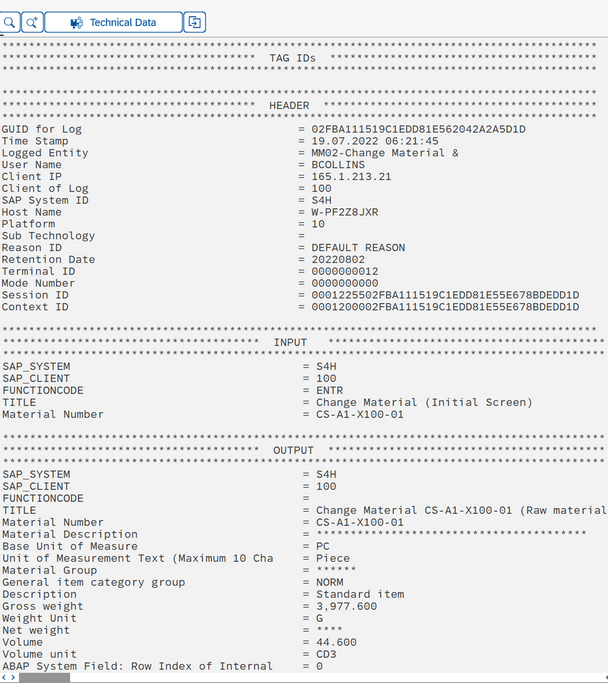 Technical Data
****************************************************************************************
************************************** TAG IDs ****************************************
****************************************************************************************
****************************************************************************************
************************************** HEADER ****************************************
****************************************************************************************
GUID for Log = 02FBA111519C1EDD81E562042A2A5D1D
Time Stamp = 19.07.2022 06:21:45
Logged Entity = MM02-Change Material &
User Name = BCOLLINS
Client IP = 165.1.213.21
Client of Log = 100
SAP System ID = S4H
Host Name = W-PF2Z8JXR
Platform = 10
Sub Technology =
Reason ID = DEFAULT REASON
Retention Date = 20220802
Terminal ID = 0000000012
Mode Number = 0000000000
Session ID = 0001225502FBA111519C1EDD81E55E678BDEDD1D
Context ID = 0001200002FBA111519C1EDD81E55E678BDEDD1D
****************************************************************************************
************************************** INPUT ****************************************
****************************************************************************************
SAP_SYSTEM = S4H
SAP_CLIENT = 100
FUNCTIONCODE = ENTR
TITLE = Change Material (Initial Screen)
Material Number = CS-A1-X100-01
****************************************************************************************
************************************** OUTPUT ****************************************
****************************************************************************************
SAP_SYSTEM = S4H
SAP_CLIENT = 100
FUNCTIONCODE =
TITLE = Change Material CS-A1-X100-01 (Raw material
Material Number = CS-A1-X100-01
Material Description = ****************************************
Base Unit of Measure = PC
Unit of Measurement Text (Maximum 10 Cha = Piece
Material Group = ******
General item category group = NORM
Description = Standard item
Gross weight = 3,977.600
Weight Unit = G
Net weight = ****
Volume = 44.600
Volume unit = CD3
ABAP System Field: Row Index of Internal = 0